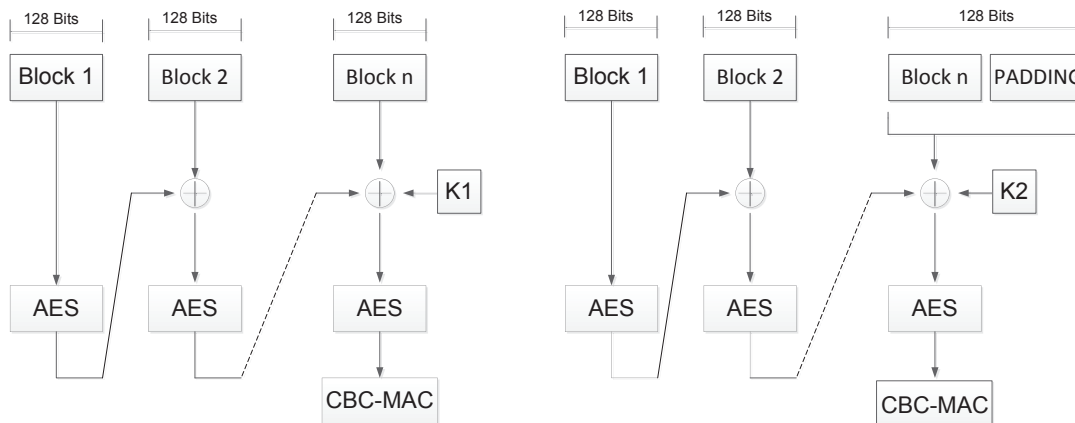 128 Bits
128 Bits
128 Bits
Block 1
Block 2
Block n
K1
AES
AES
AES
CBC-MAC
128 Bits
128 Bits
128 Bits
Block 1
Block 2
Block n
PADDING
K2
AES
AES
AES
CBC-MAC